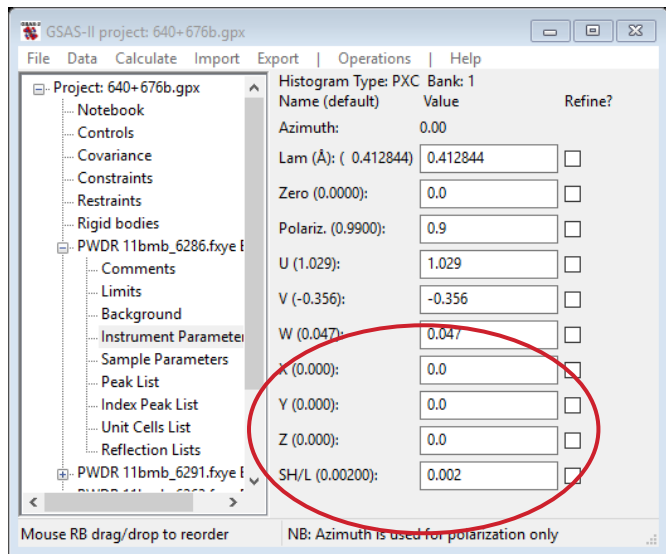 GSAS-II project: 640+676b.gpx
File Data Calculate Import Export | Operations | Help
Project: 640+676b.gpx
Notebook
Controls
Covariance
Constraints
Restraints
Rigid bodies
PWDR 11bmb_6286.fxye
Comments
Limits
Background
Instrument Parameter
Sample Parameters
Peak List
Index Peak List
Unit Cells List
Reflection Lists
PWDR 11bmb_6291.fxye
Histogram Type: PXC Bank: 1
Name (default) Value Refine?
Azimuth: 0.00
Lam (Å): ( 0.412844) 0.412844
Zero (0.0000): 0.0
Polariz. (0.9900): 0.9
U (1.029): 1.029
V (-0.356): -0.356
W (0.047): 0.047
X (0.000): 0.0
Y (0.000): 0.0
Z (0.000): 0.0
SH/L (0.00200): 0.002
Mouse RB drag/drop to reorder
NB: Azimuth is used for polarization only